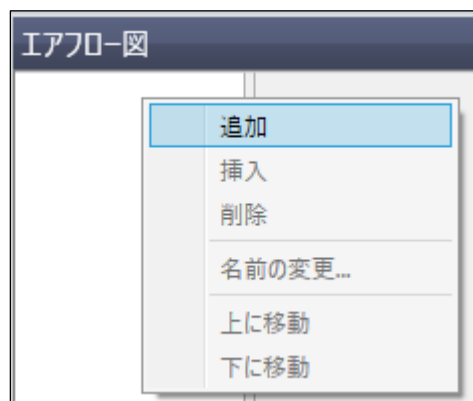 エアフロー図
追加
挿入
削除
名前の変更...
上に移動
下に移動